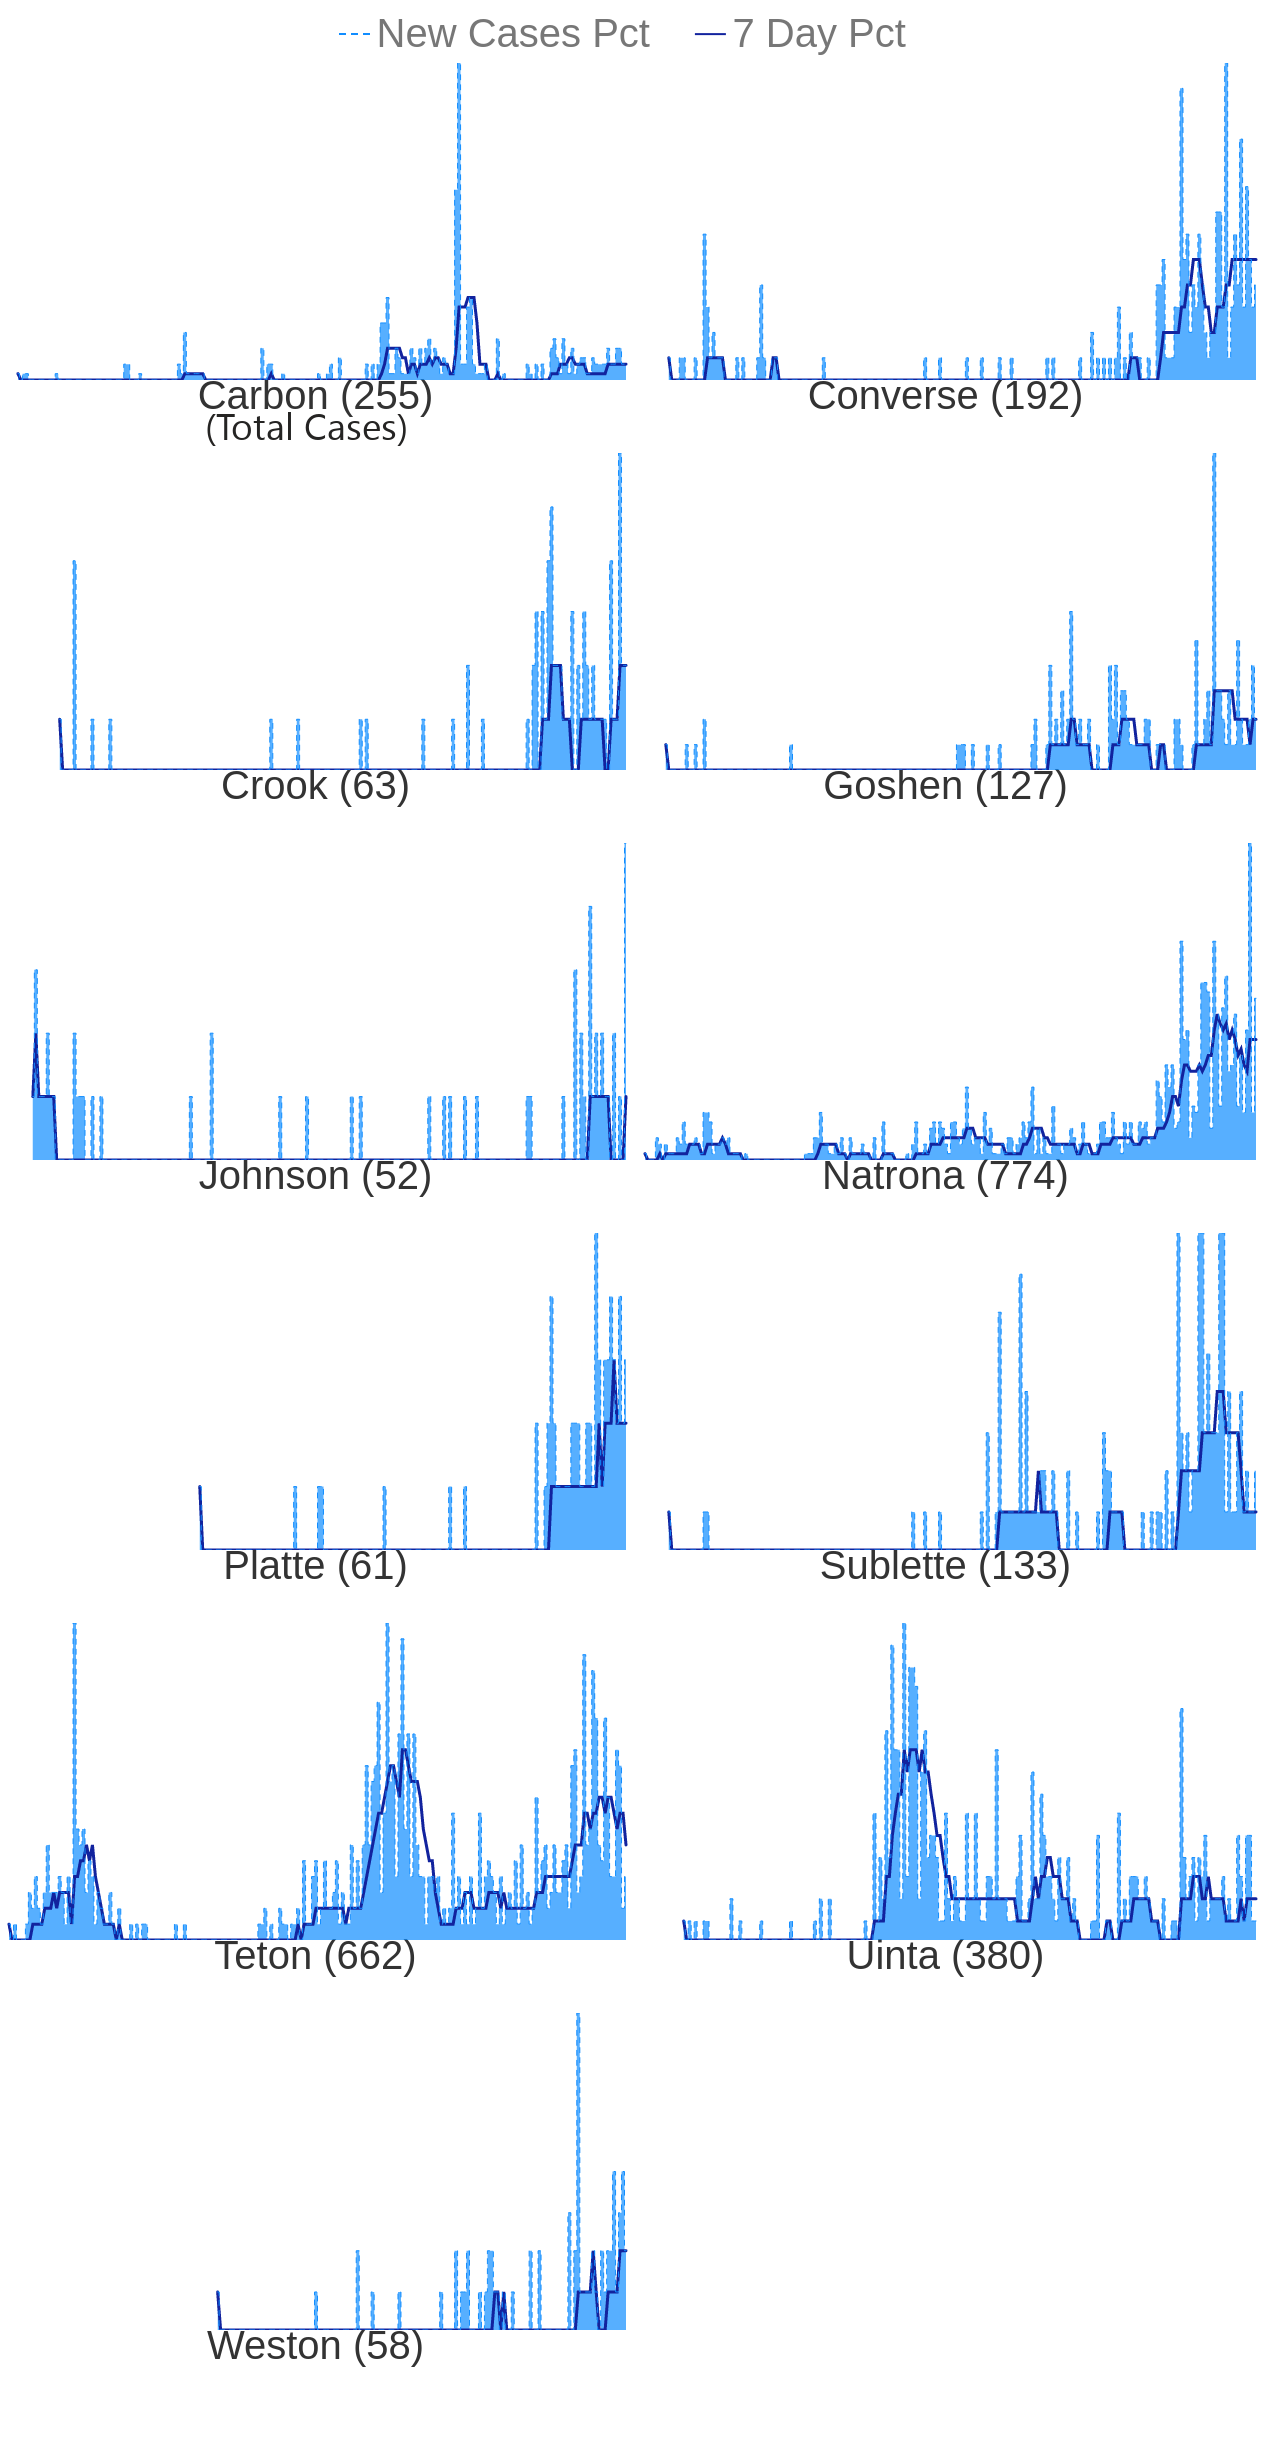 New Cases Pct 7 Day Pct
Carbon (255) Converse (192)
(Total Cases)
Crook (63) Goshen (127)
Johnson (52) Natrona (774)
Platte (61) Sublette (133)
Teton (662) Uinta (380)
Weston (58)